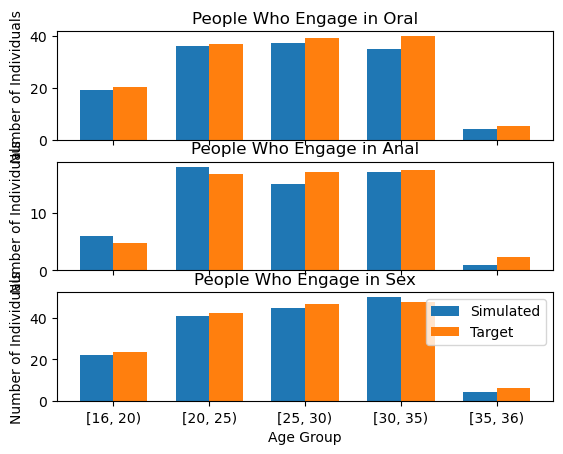 People Who Engage in Oral
Number of Individuals
40
20
0
People Who Engage in Anal
Number of Individuals
10
0
People Who Engage in Sex
Number of Individuals
40
20
0
Simulated
Target
[16, 20) [20, 25) [25, 30) [30, 35) [35, 36)
Age Group